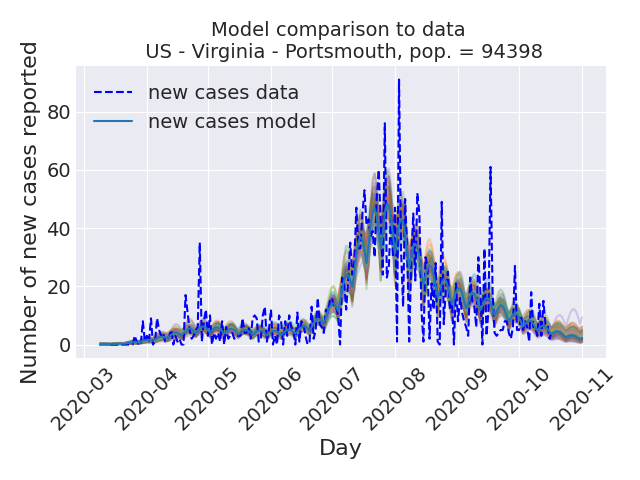 Model comparison to data
US - Virginia - Portsmouth, pop. = 94398
Number of new cases reported
new cases data
new cases model
80
60
40
20
0
2020-03
2020-04
2020-05
2020-06
2020-07
2020-08
2020-09
2020-10
2020-11
Day